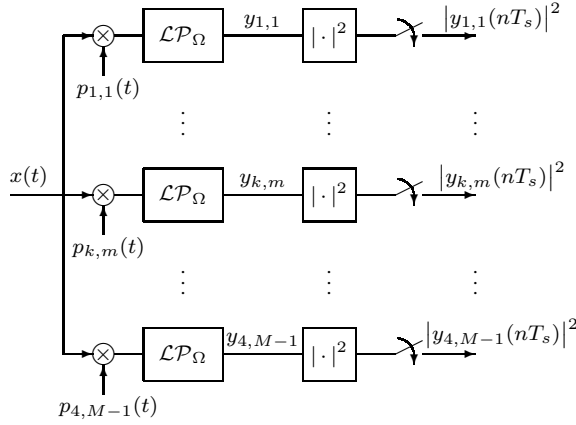 𝓛𝓟_Ω y_{1,1} |·|² |y_{1,1}(nT_s)|²
p_{1,1}(t)
⋮ ⋮ ⋮
x(t) 𝓛𝓟_Ω y_{k,m} |·|² |y_{k,m}(nT_s)|²
p_{k,m}(t)
⋮ ⋮ ⋮
𝓛𝓟_Ω y_{4,M−1} |·|² |y_{4,M−1}(nT_s)|²
p_{4,M−1}(t)